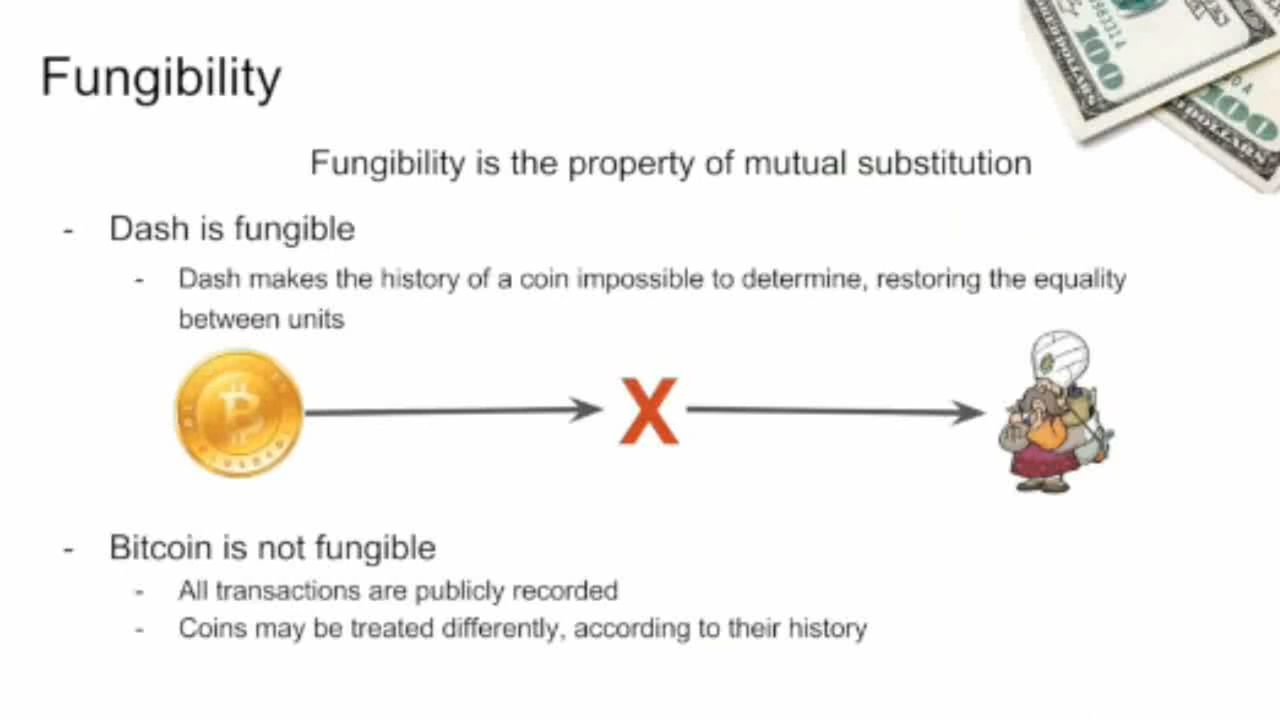 Fungibility
Fungibility is the property of mutual substitution
- Dash is fungible
- Dash makes the history of a coin impossible to determine, restoring the equality
between units
X
- Bitcoin is not fungible
- All transactions are publicly recorded
- Coins may be treated differently, according to their history
100
100